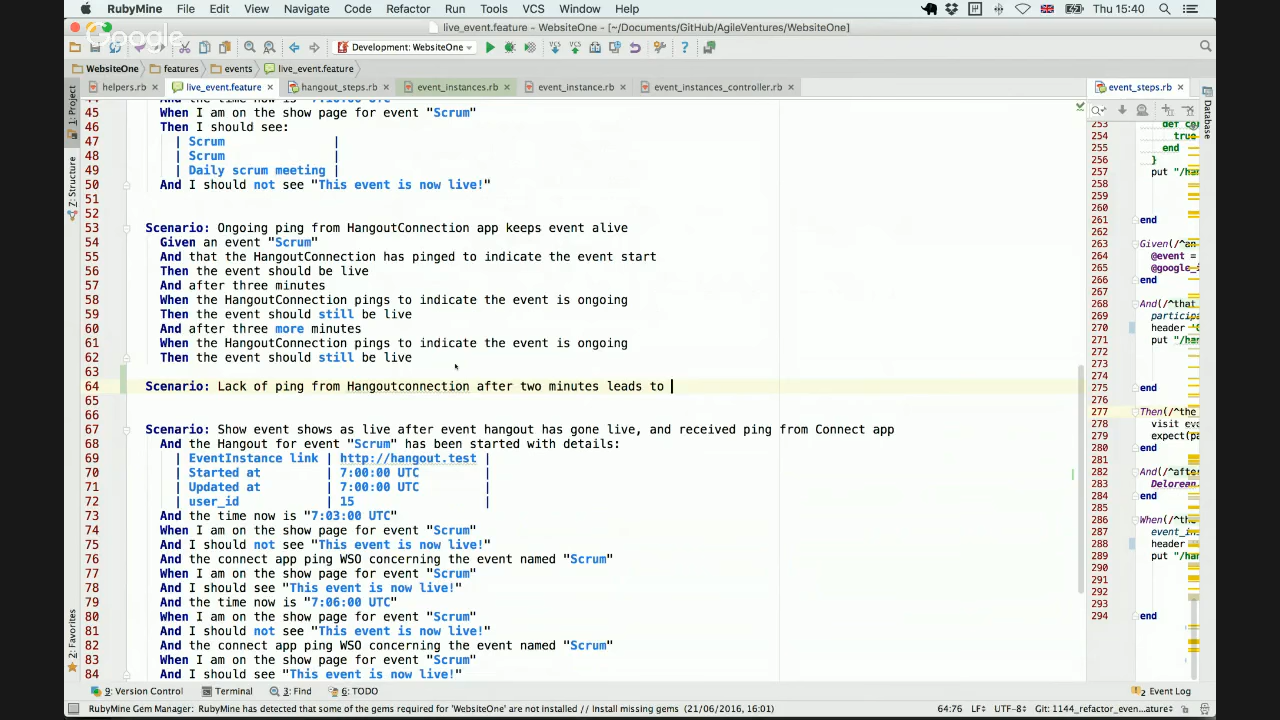 RubyMine File Edit View Navigate Code Refactor Run Tools VCS Window Help Thu 15:40
live_event.feature - WebsiteOne - [~/Documents/GitHub/AgileVentures/WebsiteOne]
Google
Development: WebsiteOne
WebsiteOne features events live_event.feature
helpers.rb live_event.feature hangout_steps.rb event_instances.rb event_instance.rb event_instances_controller.rb event_steps.rb
1: Project
7: Structure
2: Favorites
Database
45 When I am on the show page for event "Scrum"
46 Then I should see:
47 | Scrum |
48 | Scrum |
49 | Daily scrum meeting |
50 And I should not see "This event is now live!"
51
52
53 Scenario: Ongoing ping from HangoutConnection app keeps event alive
54 Given an event "Scrum"
55 And that the HangoutConnection has pinged to indicate the event start
56 Then the event should be live
57 And after three minutes
58 When the HangoutConnection pings to indicate the event is ongoing
59 Then the event should still be live
60 And after three more minutes
61 When the HangoutConnection pings to indicate the event is ongoing
62 Then the event should still be live
63
64 Scenario: Lack of ping from Hangoutconnection after two minutes leads to
65
66
67 Scenario: Show event shows as live after event hangout has gone live, and received ping from Connect app
68 And the Hangout for event "Scrum" has been started with details:
69 | EventInstance link | http://hangout.test |
70 | Started at | 7:00:00 UTC |
71 | Updated at | 7:00:00 UTC |
72 | user_id | 15 |
73 And the time now is "7:03:00 UTC"
74 When I am on the show page for event "Scrum"
75 And I should not see "This event is now live!"
76 And the connect app ping WSO concerning the event named "Scrum"
77 When I am on the show page for event "Scrum"
78 And I should see "This event is now live!"
79 And the time now is "7:06:00 UTC"
80 When I am on the show page for event "Scrum"
81 And I should not see "This event is now live!"
82 And the connect app ping WSO concerning the event named "Scrum"
83 When I am on the show page for event "Scrum"
84 And I should see "This event is now live!"
254 true
255 end
256 }
257 put "/han
258
259
260
261 end
262
263 Given(/^an
264 @event =
265 @google_i
266 end
267
268 And(/^that
269 participa
270 header
271 put "/han
272
273
275 end
276
277 Then(/^the
278 visit eve
279 expect(pa
280 end
281
282 And(/^after
283 Delorean
284 end
285
286 When(/^the
287 event_ins
288 header
289 put "/han
290
291
292
293
294 end
9: Version Control Terminal 3: Find 6: TODO 2 Event Log
RubyMine Gem Manager: RubyMine has detected that some of the gems required for 'WebsiteOne' are not installed // Install missing gems (21/06/2016, 16:01) 64:76 LF UTF-8 Git: 1144_refactor_even...ature